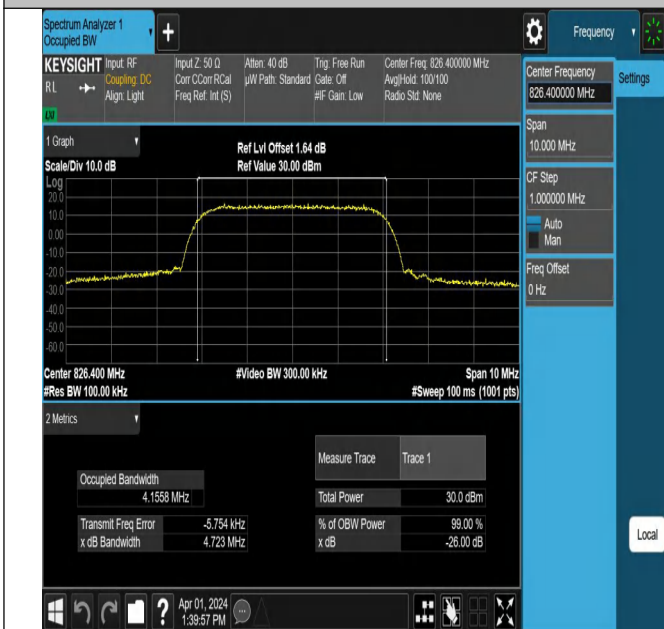 Spectrum Analyzer 1
Occupied BW
Frequency
KEYSIGHT
RL
Input: RF
Coupling: DC
Align: Light
Input Z: 50 Ω
Corr CCorr RCal
Freq Ref: Int (S)
Atten: 40 dB
µW Path: Standard
Trig: Free Run
Gate: Off
#IF Gain: Low
Center Freq: 826.400000 MHz
Avg|Hold: 100/100
Radio Std: None
LXI
1 Graph
Scale/Div 10.0 dB
Ref Lvl Offset 1.64 dB
Ref Value 30.00 dBm
Log
20.0
10.0
0.00
-10.0
-20.0
-30.0
-40.0
-50.0
-60.0
Center 826.400 MHz
#Res BW 100.00 kHz
#Video BW 300.00 kHz
Span 10 MHz
#Sweep 100 ms (1001 pts)
2 Metrics
Measure Trace Trace 1
Occupied Bandwidth
4.1558 MHz
Total Power 30.0 dBm
Transmit Freq Error -5.754 kHz
% of OBW Power 99.00 %
x dB Bandwidth 4.723 MHz
x dB -26.00 dB
Center Frequency
826.400000 MHz
Settings
Span
10.000 MHz
CF Step
1.000000 MHz
Auto
Man
Freq Offset
0 Hz
Local
?
Apr 01, 2024
1:39:57 PM